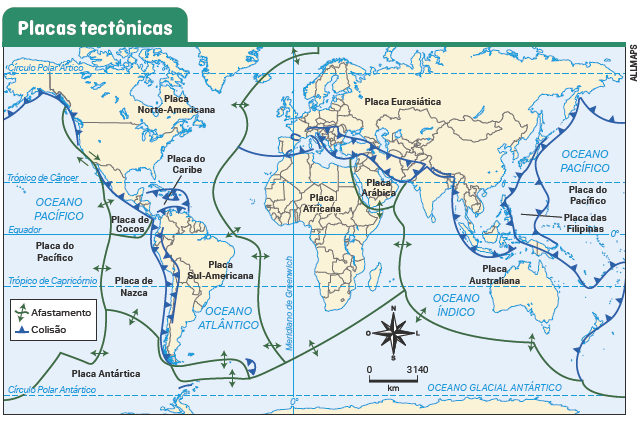 Placas tectônicas
ALLMAPS
Círculo Polar Ártico
Placa
Norte-Americana
Placa Eurasiática
Placa do
Caribe
OCEANO
PACÍFICO
Trópico de Câncer
Placa
Arábica
Placa do
Pacífico
OCEANO
PACÍFICO
Placa
Africana
Placa de
Cocos
Placa das
Filipinas
Equador
0°
Placa do
Pacífico
Placa
Sul-Americana
Placa
Australiana
Trópico de Capricórnio
Placa de
Nazca
Meridiano de Greenwich
OCEANO
ATLÂNTICO
OCEANO
ÍNDICO
Afastamento
Colisão
N
O
L
S
Placa Antártica
0
3 140
km
Círculo Polar Antártico
OCEANO GLACIAL ANTÁRTICO
0°